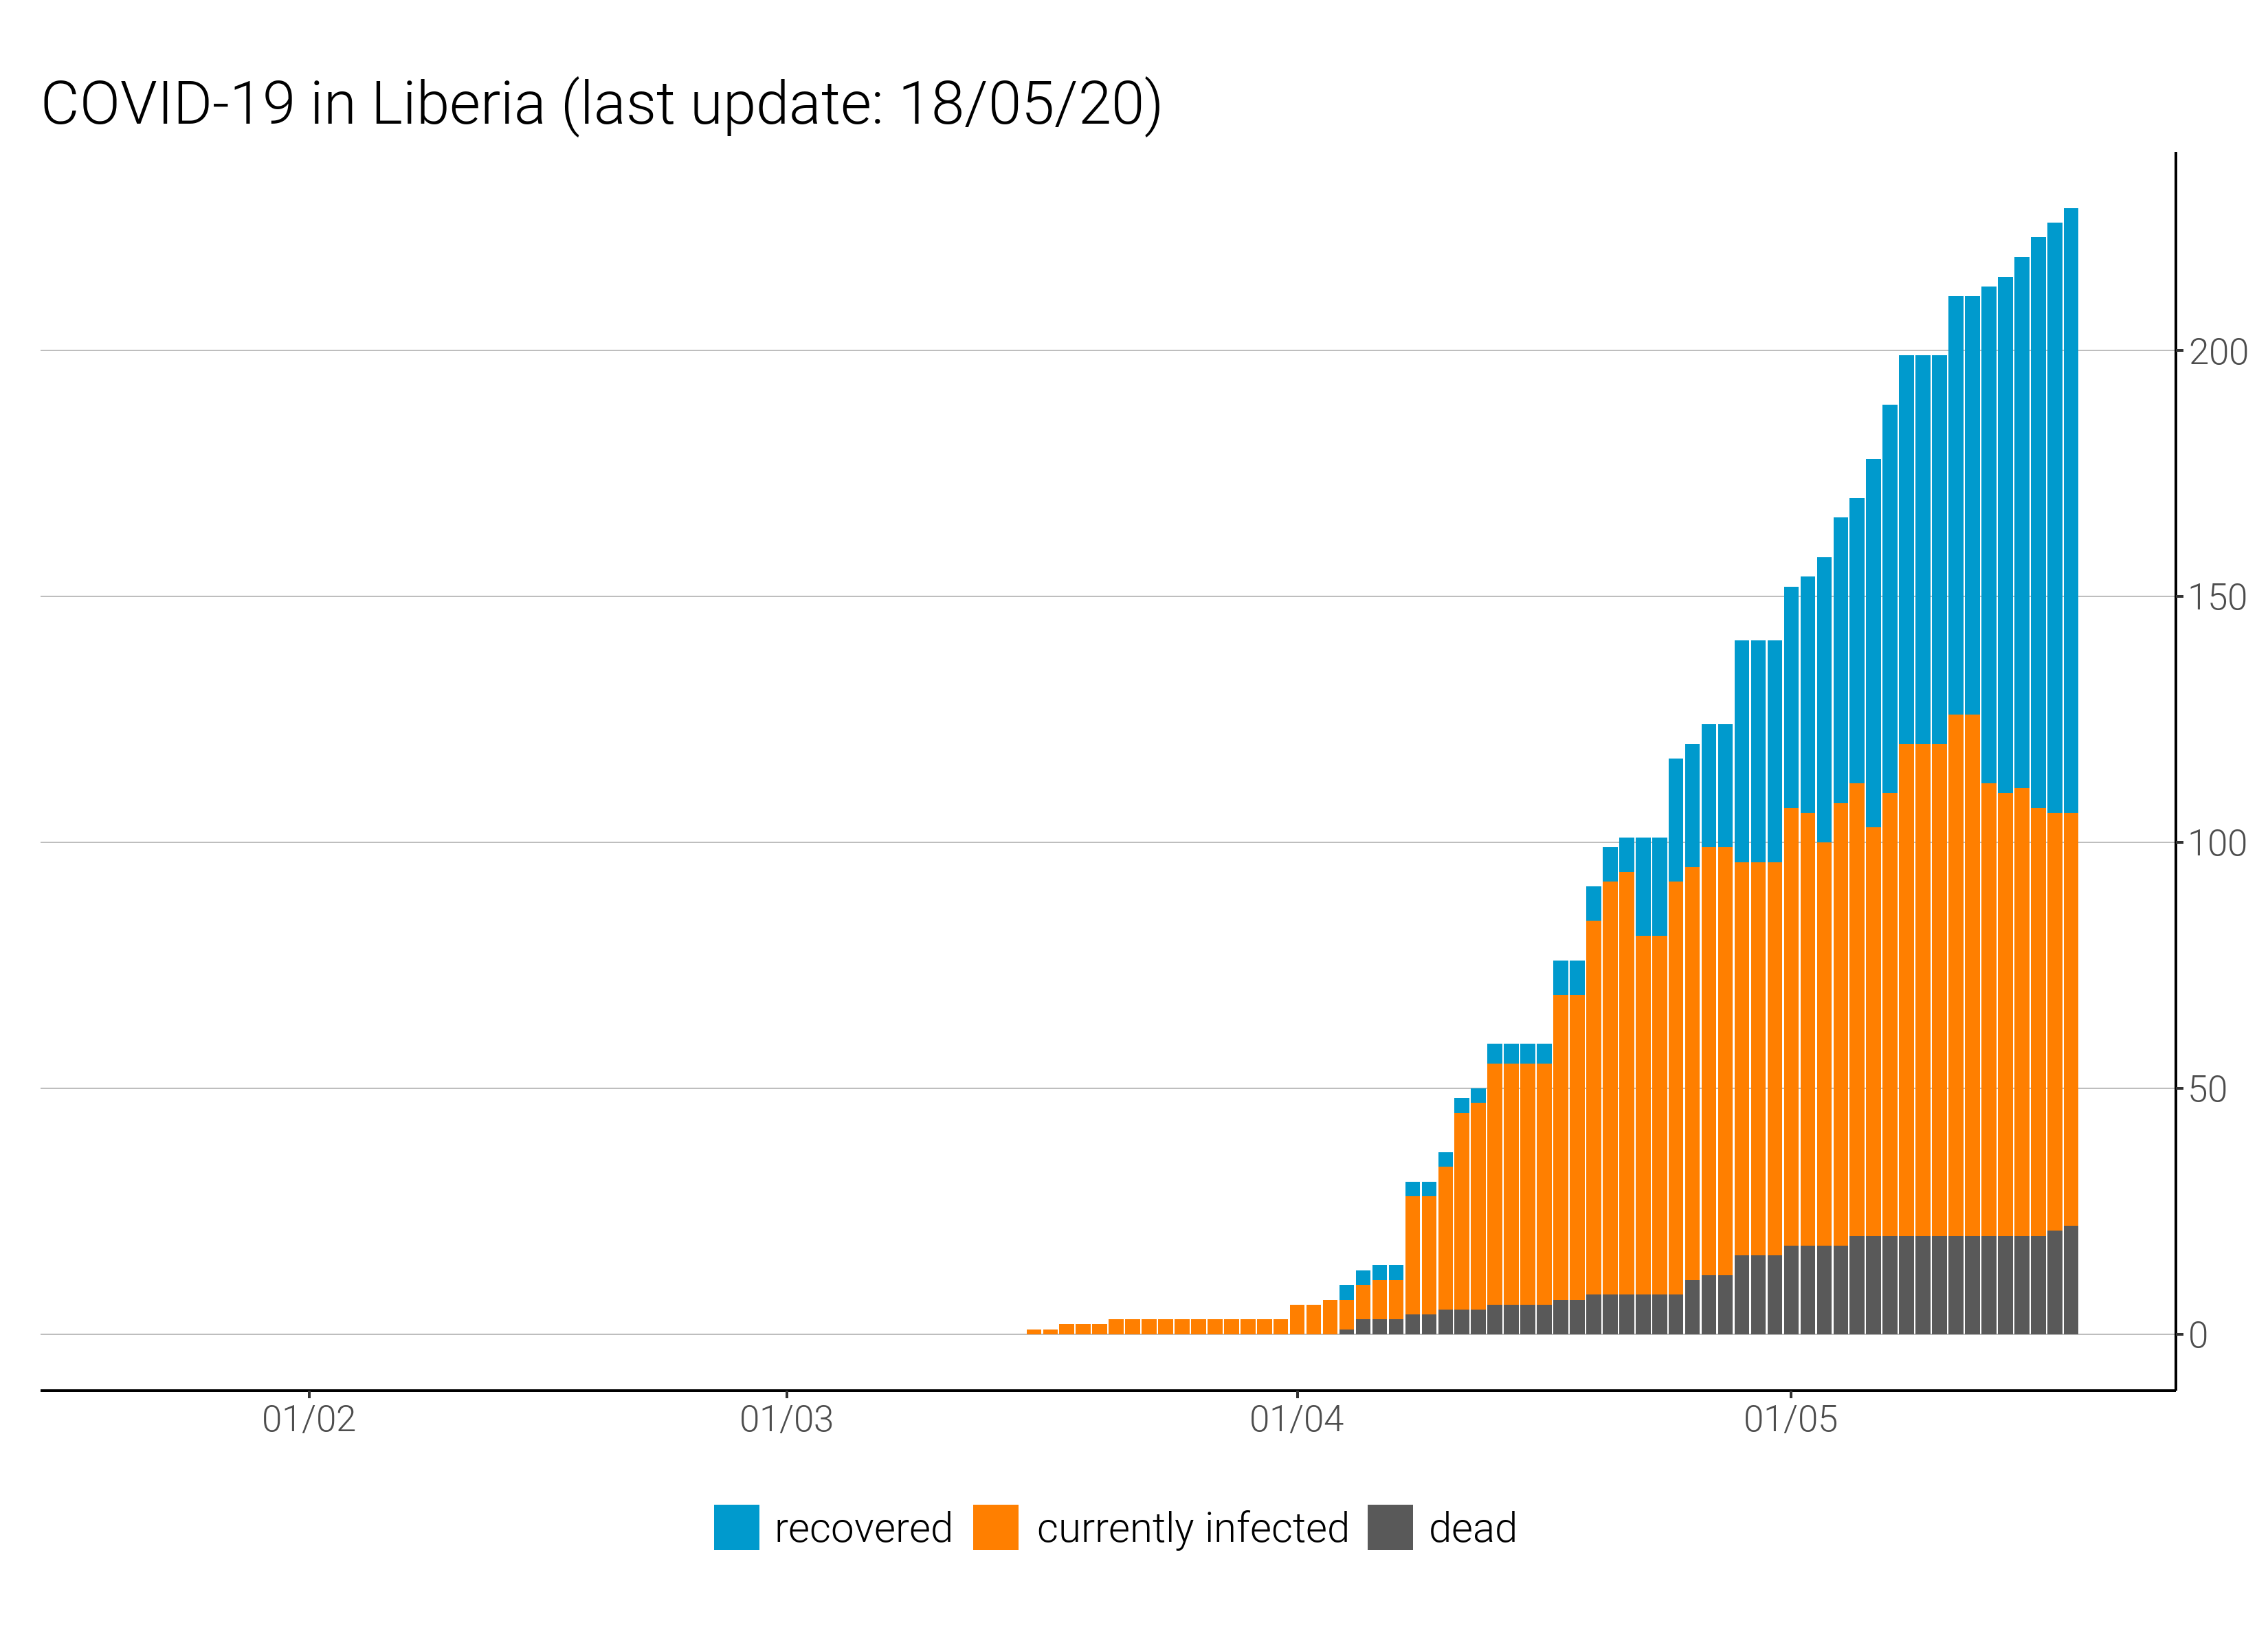 COVID-19 in Liberia (last update: 18/05/20)
200
150
100
50
0
01/02 01/03 01/04 01/05
recovered currently infected dead